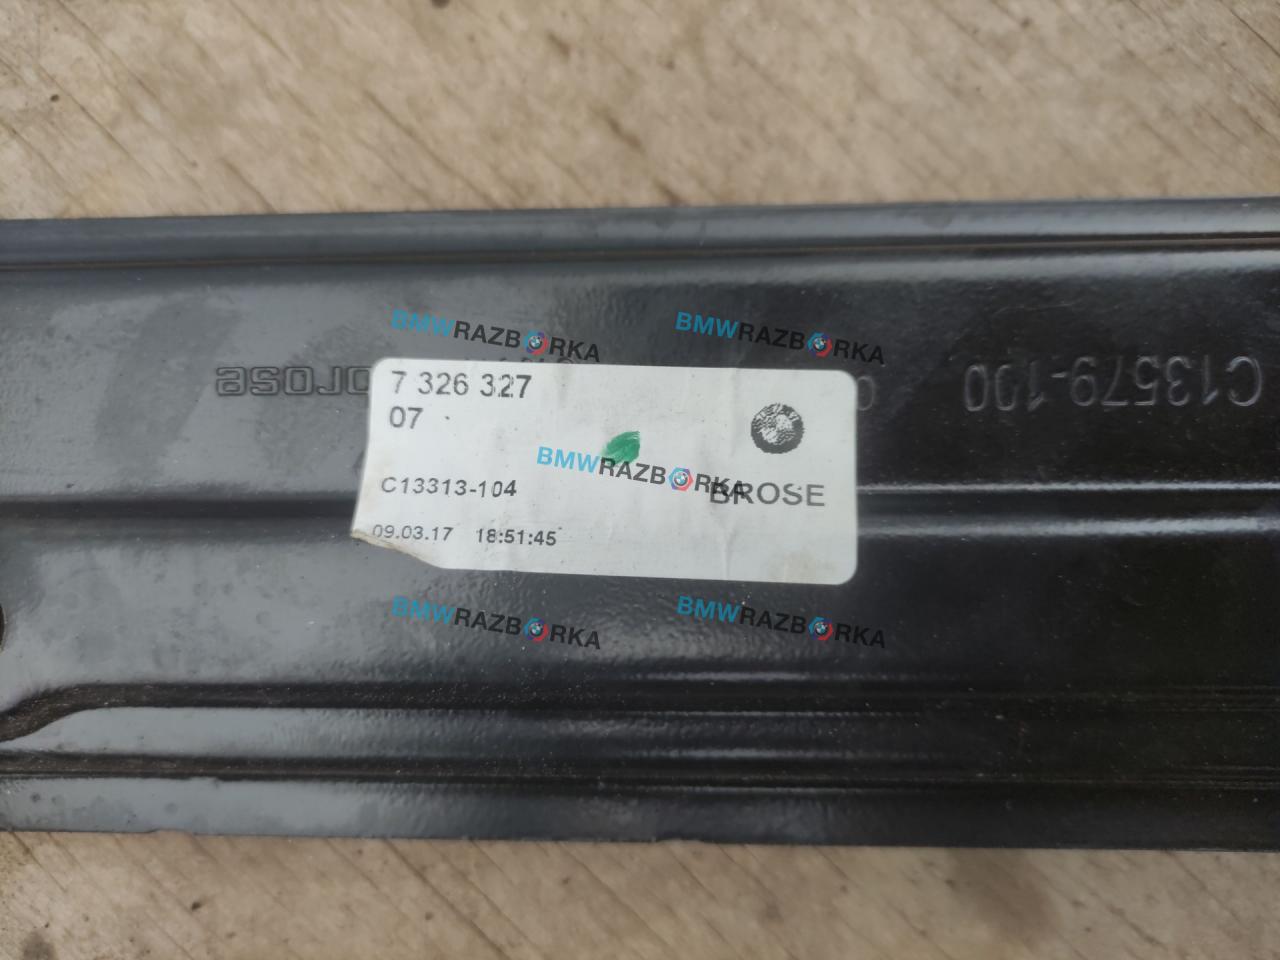 BMWRAZBORKA
BMWRAZBORKA
brose
C13579-100
7 326 327
07
BMWRAZBORKA
BROSE
C13313-104
09.03.17 18:51:45
BMWRAZBORKA
BMWRAZBORKA